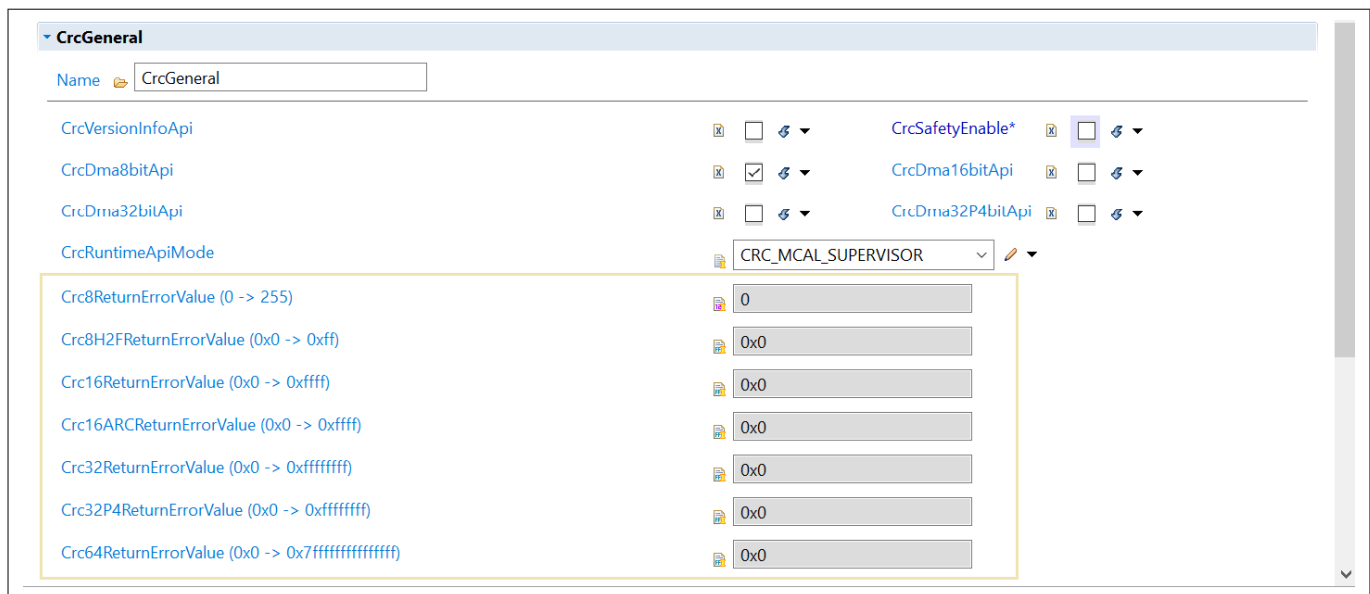 CrcGeneral
Name CrcGeneral
CrcVersionInfoApi CrcSafetyEnable*
CrcDma8bitApi CrcDma16bitApi
CrcDma32bitApi CrcDma32P4bitApi
CrcRuntimeApiMode CRC_MCAL_SUPERVISOR
Crc8ReturnErrorValue (0 -> 255) 0
Crc8H2FReturnErrorValue (0x0 -> 0xff) 0x0
Crc16ReturnErrorValue (0x0 -> 0xffff) 0x0
Crc16ARCReturnErrorValue (0x0 -> 0xffff) 0x0
Crc32ReturnErrorValue (0x0 -> 0xffffffff) 0x0
Crc32P4ReturnErrorValue (0x0 -> 0xffffffff) 0x0
Crc64ReturnErrorValue (0x0 -> 0x7fffffffffffffff) 0x0